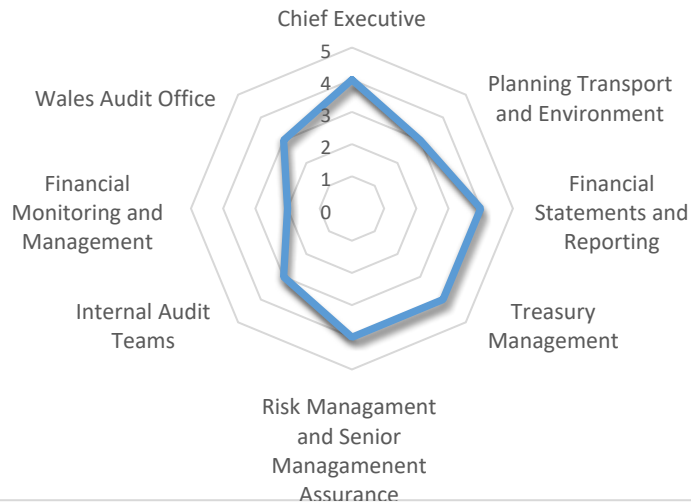 Chief Executive
5
4
3
2
1
0
Planning Transport
and Environment
Financial
Statements and
Reporting
Treasury
Management
Risk Managament
and Senior
Managamenent
Assurance
Internal Audit
Teams
Financial
Monitoring and
Management
Wales Audit Office